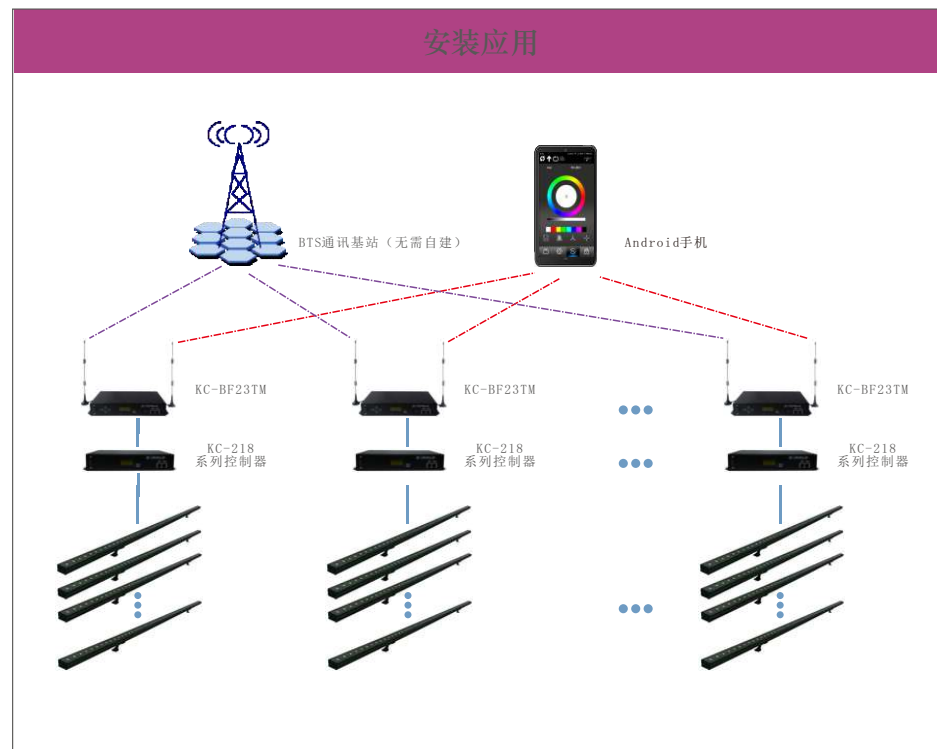 安装应用
BTS通讯基站（无需自建）
Android手机
KC-BF23TM
KC-BF23TM
KC-BF23TM
KC-218
系列控制器
KC-218
系列控制器
KC-218
系列控制器